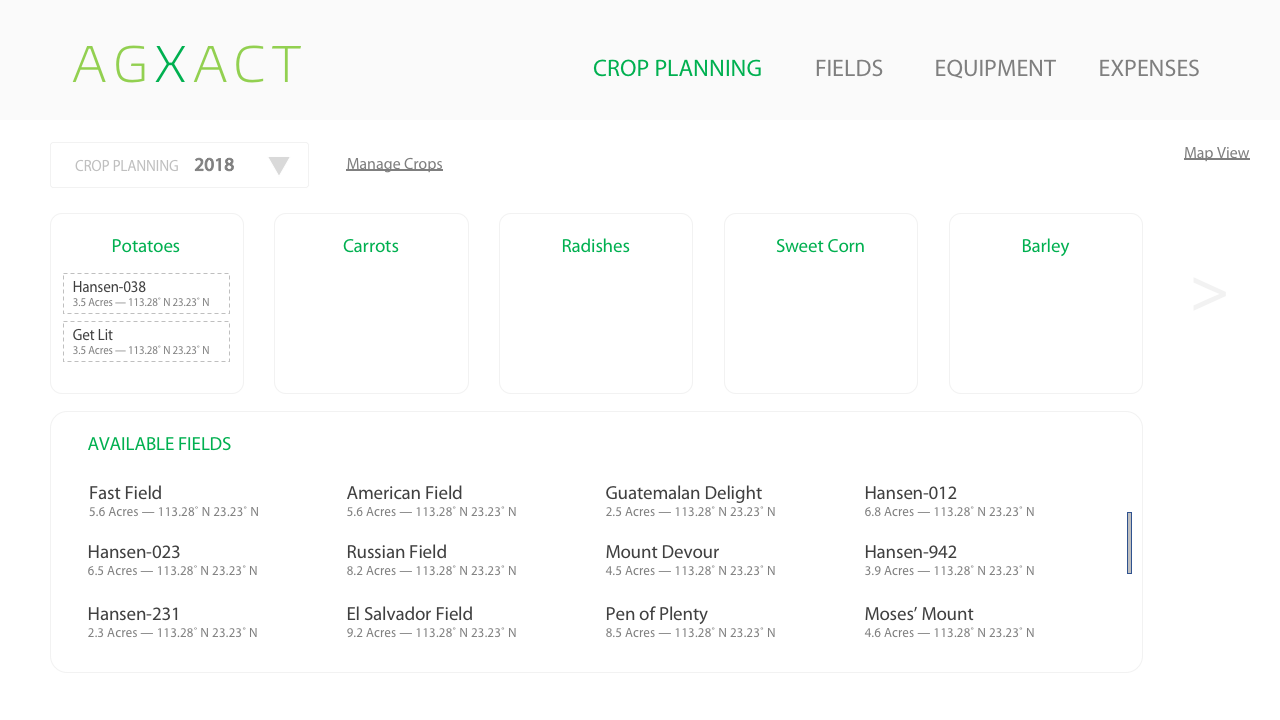 AGXACT
CROP PLANNING
FIELDS
EQUIPMENT
EXPENSES
CROP PLANNING 2018
Manage Crops
Map View
Potatoes
Hansen-038
3.5 Acres — 113.28° N 23.23° N
Get Lit
3.5 Acres — 113.28° N 23.23° N
Carrots
Radishes
Sweet Corn
Barley
>
AVAILABLE FIELDS
Fast Field
5.6 Acres — 113.28° N 23.23° N
American Field
5.6 Acres — 113.28° N 23.23° N
Guatemalan Delight
2.5 Acres — 113.28° N 23.23° N
Hansen-012
6.8 Acres — 113.28° N 23.23° N
Hansen-023
6.5 Acres — 113.28° N 23.23° N
Russian Field
8.2 Acres — 113.28° N 23.23° N
Mount Devour
4.5 Acres — 113.28° N 23.23° N
Hansen-942
3.9 Acres — 113.28° N 23.23° N
Hansen-231
2.3 Acres — 113.28° N 23.23° N
El Salvador Field
9.2 Acres — 113.28° N 23.23° N
Pen of Plenty
8.5 Acres — 113.28° N 23.23° N
Moses’ Mount
4.6 Acres — 113.28° N 23.23° N